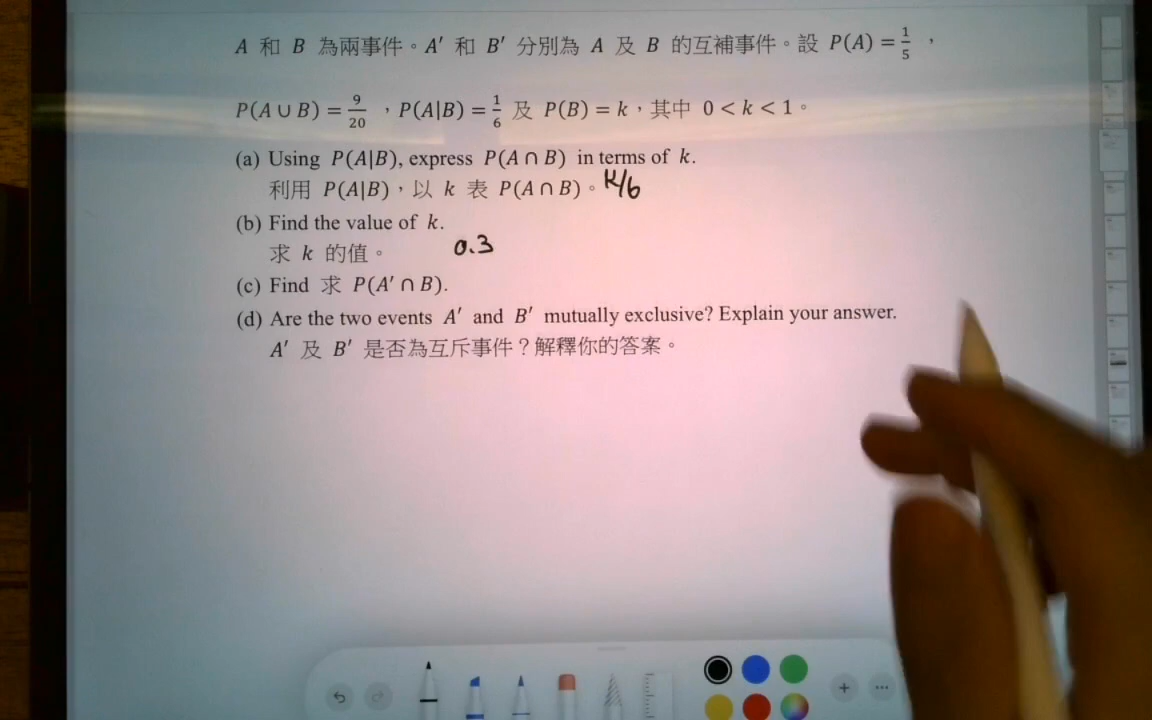 A 和 B 為兩事件。A′ 和 B′ 分別為 A 及 B 的互補事件。設 P(A) = 1/5，
P(A ∪ B) = 9/20，P(A|B) = 1/6 及 P(B) = k，其中 0 < k < 1。
(a) Using P(A|B), express P(A ∩ B) in terms of k.
利用 P(A|B)，以 k 表 P(A ∩ B)。 k/6
(b) Find the value of k.
求 k 的值。 0.3
(c) Find 求 P(A′ ∩ B).
(d) Are the two events A′ and B′ mutually exclusive? Explain your answer.
A′ 及 B′ 是否為互斥事件？解釋你的答案。